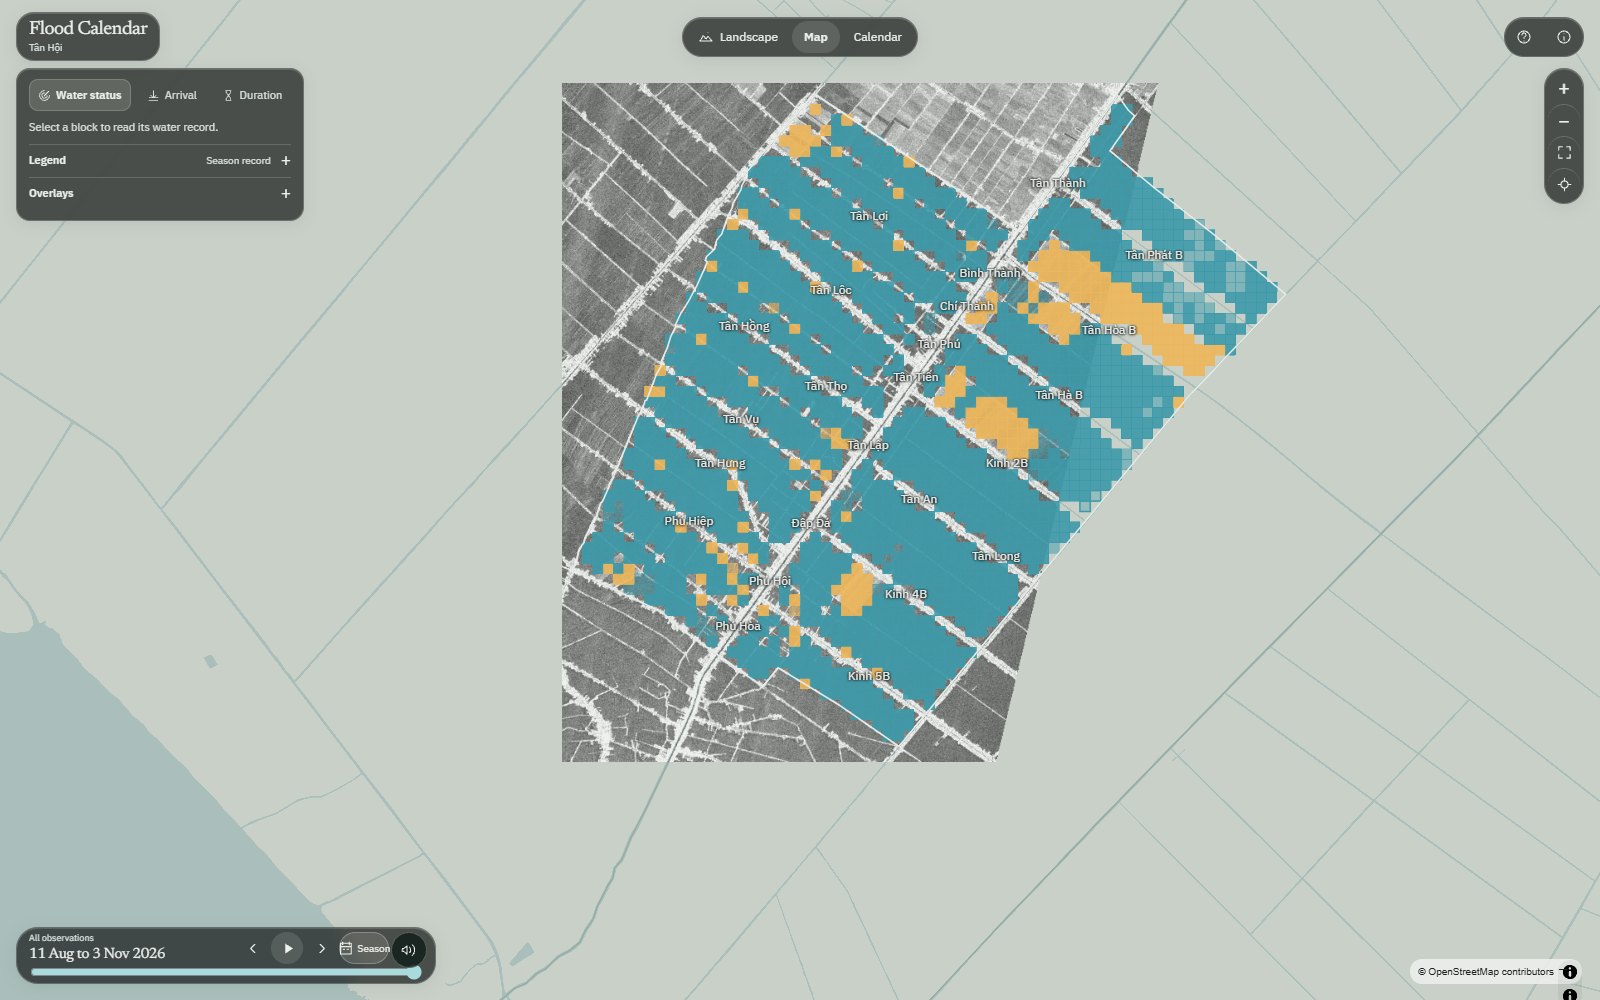 Flood Calendar
Tân Hội
Landscape
Map
Calendar
Water status
Arrival
Duration
Select a block to read its water record.
Legend
Season record
Overlays
Tân Thành
Tân Lợi
Tân Phát B
Bình Thành
Tân Lộc
Chí Thành
Tân Hồng
Tân Hòa B
Tân Phú
Tân Tiến
Tân Thọ
Tân Hà B
Tân Vụ
Tân Lập
Tân Hưng
Kinh 2B
Tân An
Phú Hiệp
Đập Đá
Tân Long
Phú Hội
Kinh 4B
Phú Hòa
Kinh 5B
All observations
11 Aug to 3 Nov 2026
Season
© OpenStreetMap contributors